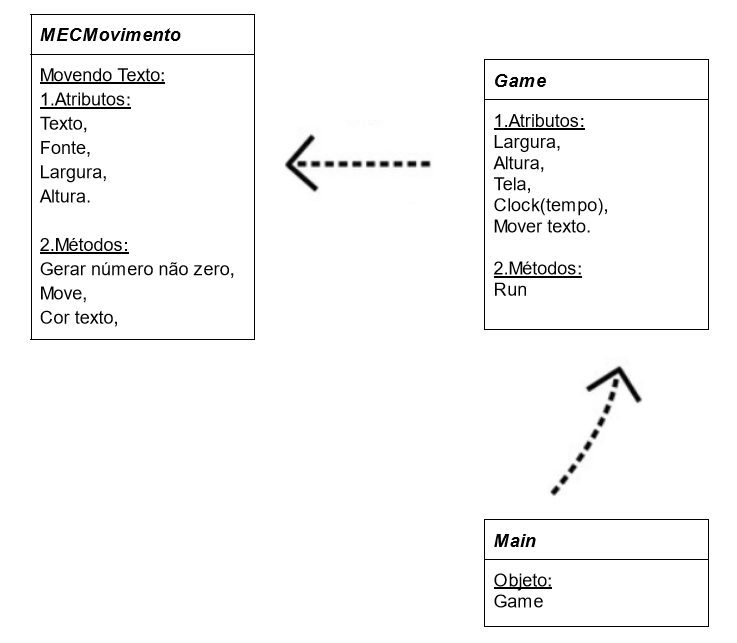 MECMovimento
Movendo Texto:
1.Atributos:
Texto,
Fonte,
Largura,
Altura.
2.Métodos:
Gerar número não zero,
Move,
Cor texto,
Game
1.Atributos:
Largura,
Altura,
Tela,
Clock(tempo),
Mover texto.
2.Métodos:
Run
Main
Objeto:
Game